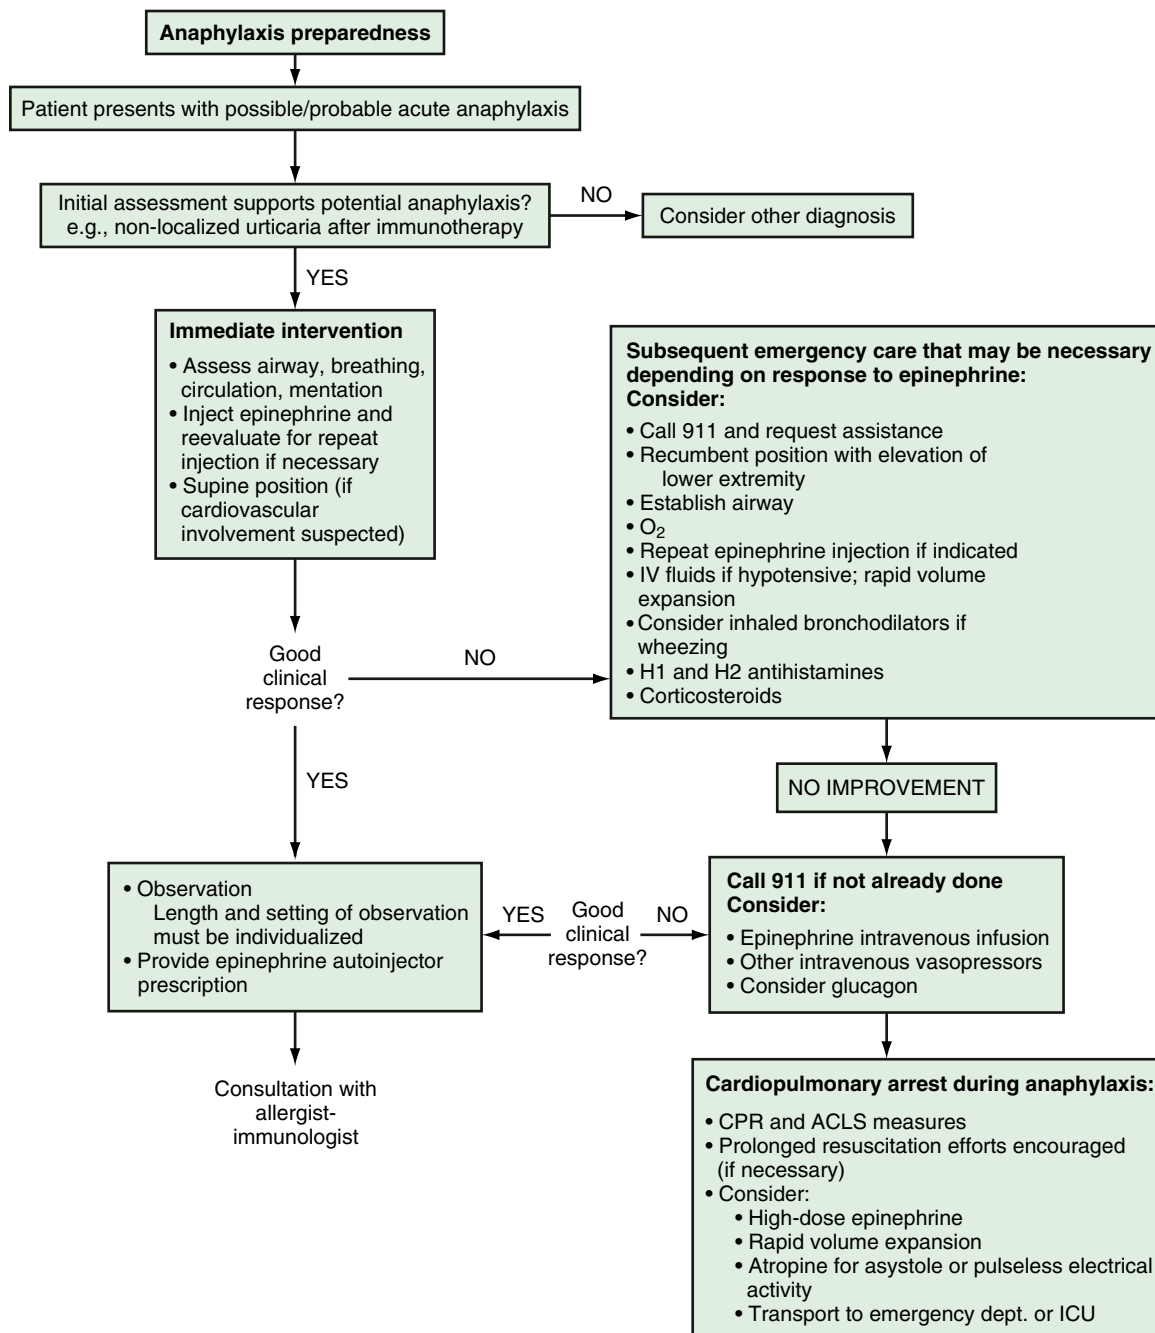 Anaphylaxis preparedness
Patient presents with possible/probable acute anaphylaxis
Initial assessment supports potential anaphylaxis?
e.g., non-localized urticaria after immunotherapy
NO
Consider other diagnosis
YES
Immediate intervention
• Assess airway, breathing,
circulation, mentation
• Inject epinephrine and
reevaluate for repeat
injection if necessary
• Supine position (if
cardiovascular
involvement suspected)
Good
clinical
response?
NO
Subsequent emergency care that may be necessary
depending on response to epinephrine:
Consider:
• Call 911 and request assistance
• Recumbent position with elevation of
lower extremity
• Establish airway
• O₂
• Repeat epinephrine injection if indicated
• IV fluids if hypotensive; rapid volume
expansion
• Consider inhaled bronchodilators if
wheezing
• H1 and H2 antihistamines
• Corticosteroids
YES
NO IMPROVEMENT
• Observation
Length and setting of observation
must be individualized
• Provide epinephrine autoinjector
prescription
YES
Good
clinical
response?
NO
Call 911 if not already done
Consider:
• Epinephrine intravenous infusion
• Other intravenous vasopressors
• Consider glucagon
Consultation with
allergist-
immunologist
Cardiopulmonary arrest during anaphylaxis:
• CPR and ACLS measures
• Prolonged resuscitation efforts encouraged
(if necessary)
• Consider:
• High-dose epinephrine
• Rapid volume expansion
• Atropine for asystole or pulseless electrical
activity
• Transport to emergency dept. or ICU